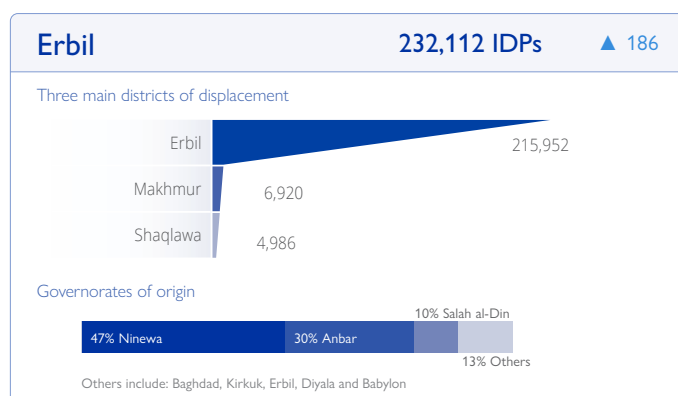 Erbil 232,112 IDPs ▲ 186
Three main districts of displacement
Erbil 215,952
Makhmur 6,920
Shaqlawa 4,986
Governorates of origin
10% Salah al-Din
47% Ninewa 30% Anbar
13% Others
Others include: Baghdad, Kirkuk, Erbil, Diyala and Babylon